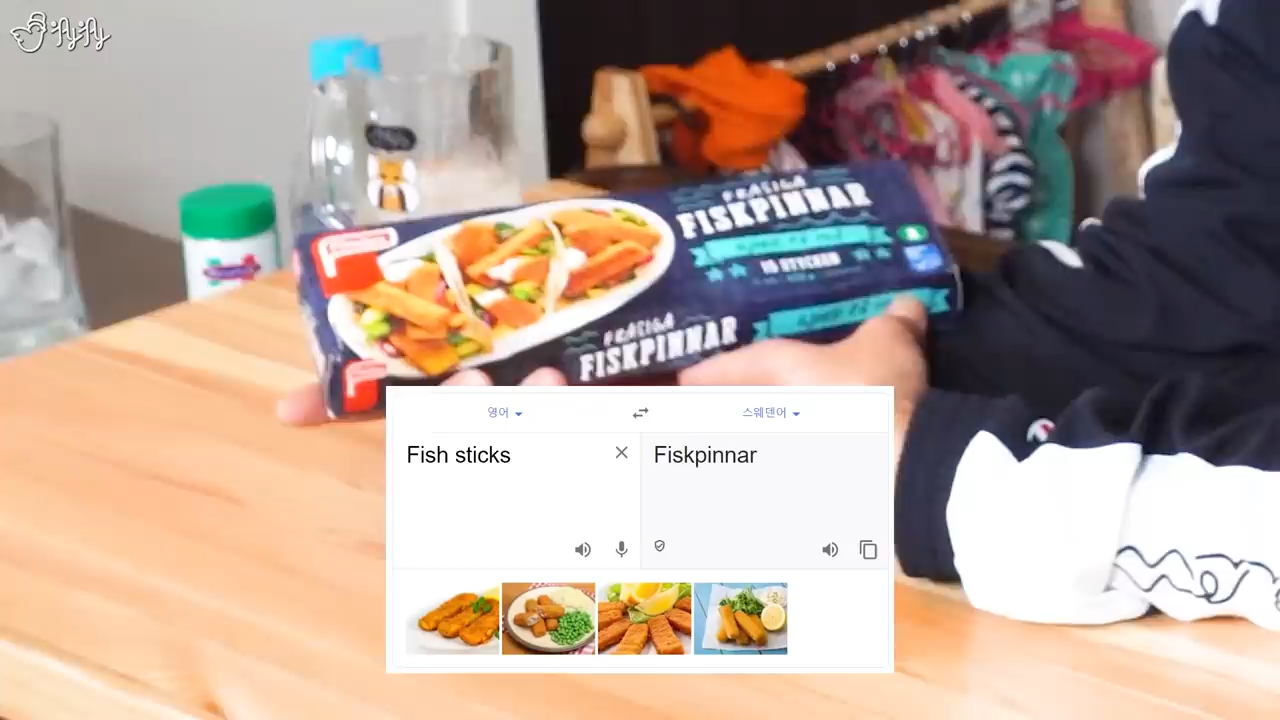 FRASIGA
FISKPINNAR
15 STYCKEN
FRASIGA
FISKPINNAR
영어
스웨덴어
Fish sticks
Fiskpinnar